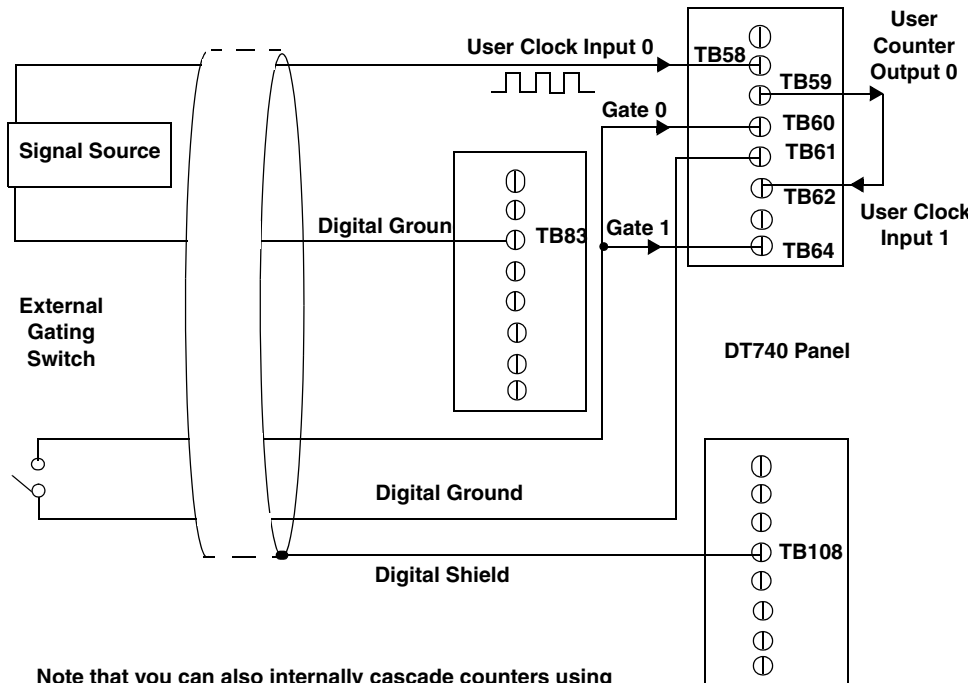 User Clock Input 0
TB58
User
Counter
Output 0
TB59
Gate 0
TB60
TB61
Signal Source
TB62
Digital Groun
TB83
Gate 1
User Clock
Input 1
TB64
External
Gating
Switch
DT740 Panel
Digital Ground
TB108
Digital Shield
Note that you can also internally cascade counters using